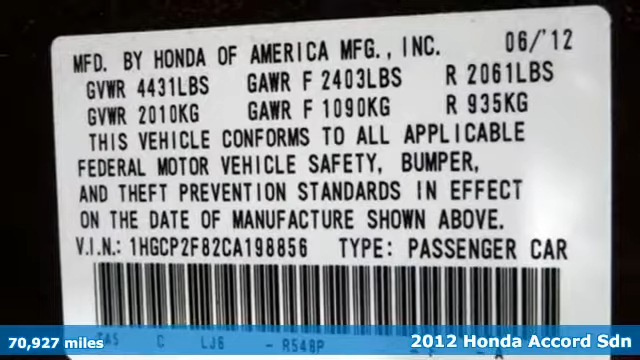 MFD. BY HONDA OF AMERICA MFG., INC. 06/'12
GVWR 4431LBS GAWR F 2403LBS R 2061LBS
GVWR 2010KG GAWR F 1090KG R 935KG
THIS VEHICLE CONFORMS TO ALL APPLICABLE
FEDERAL MOTOR VEHICLE SAFETY, BUMPER,
AND THEFT PREVENTION STANDARDS IN EFFECT
ON THE DATE OF MANUFACTURE SHOWN ABOVE.
V.I.N.: 1HGCP2F82CA198856 TYPE: PASSENGER CAR
C LJ6 - R548P
70,927 miles 2012 Honda Accord Sdn